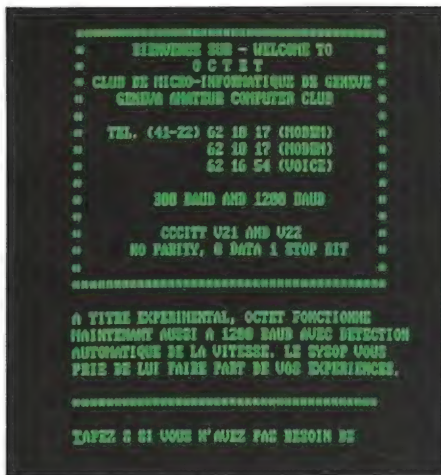 BIENVENUE SUR - WELCOME TO
O C T E T
CLUB DE MICRO-INFORMATIQUE DE GENEVE
GENEVA AMATEUR COMPUTER CLUB
TEL. (41-22) 62 10 17 (MODEM)
62 10 17 (MODEM)
62 16 54 (VOICE)
300 BAUD AND 1200 BAUD
CCCITT V21 AND V22
NO PARITY, 8 DATA 1 STOP BIT
A TITRE EXPERIMENTAL, OCTET FONCTIONNE
MAINTENANT AUSSI A 1200 BAUD AVEC DETECTION
AUTOMATIQUE DE LA VITESSE. LE SYSOP VOUS
PRIE DE LUI FAIRE PART DE VOS EXPERIENCES.
TAPEZ S SI VOUS N'AVEZ PAS BESOIN DE